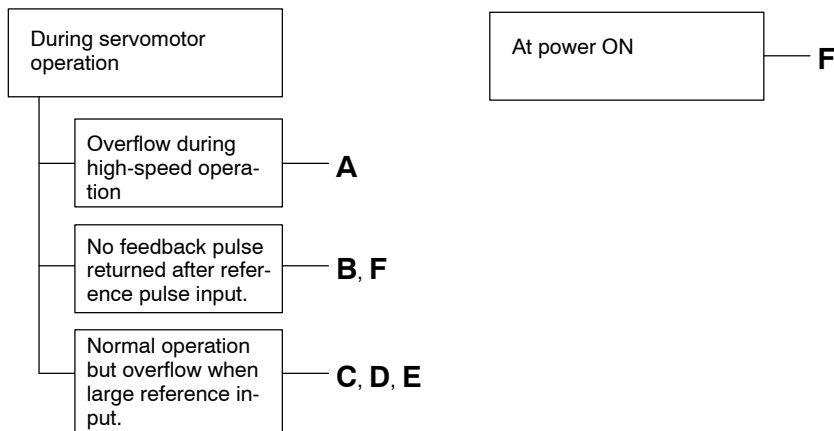 During servomotor
operation
At power ON
F
Overflow during
high-speed opera-
tion
A
No feedback pulse
returned after refer-
ence pulse input.
B, F
Normal operation
but overflow when
large reference in-
put.
C, D, E